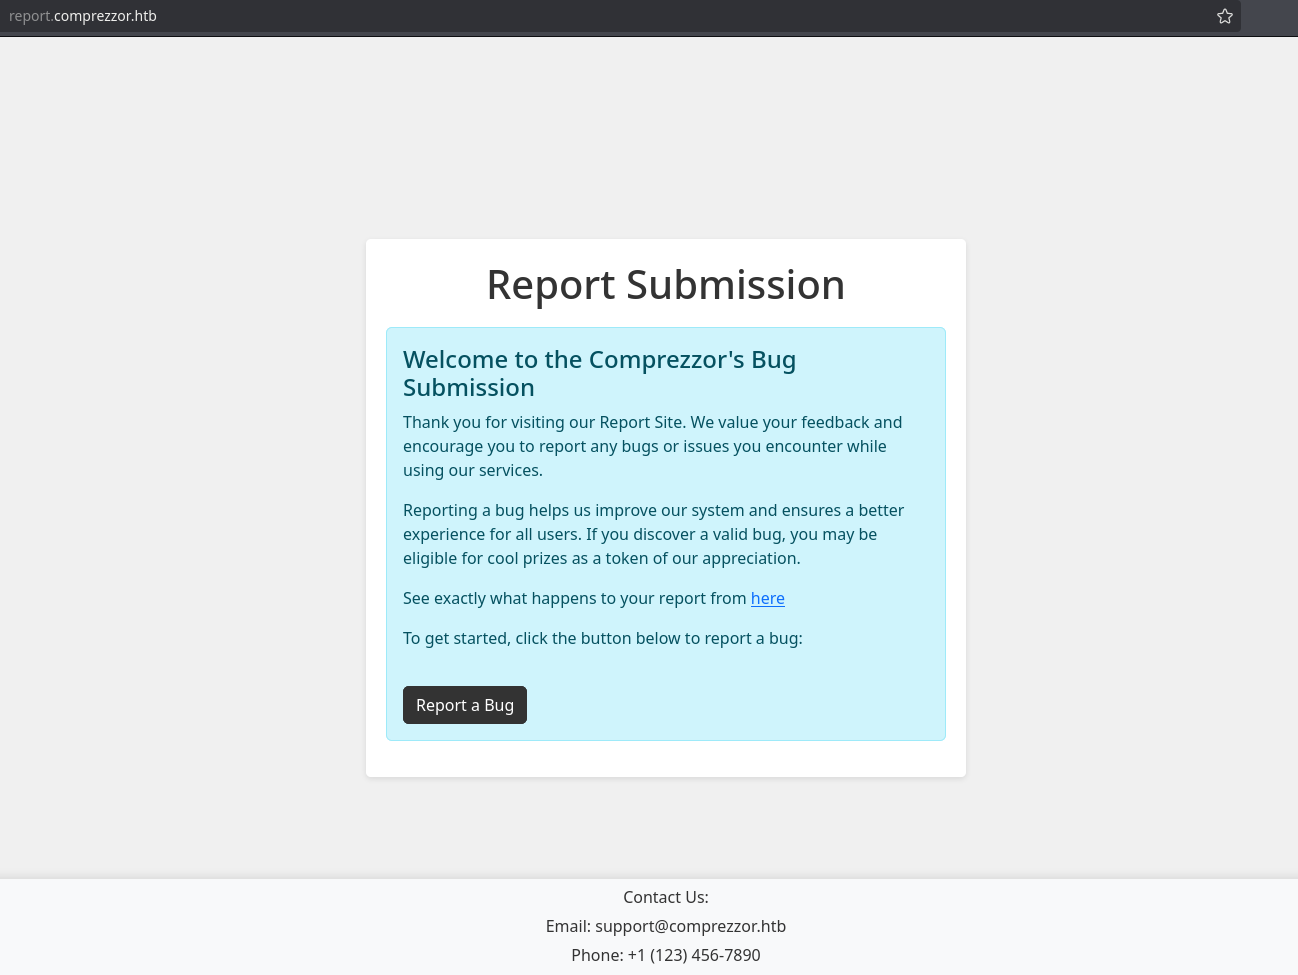 report.comprezzor.htb
Report Submission
Welcome to the Comprezzor's Bug
Submission
Thank you for visiting our Report Site. We value your feedback and
encourage you to report any bugs or issues you encounter while
using our services.
Reporting a bug helps us improve our system and ensures a better
experience for all users. If you discover a valid bug, you may be
eligible for cool prizes as a token of our appreciation.
See exactly what happens to your report from here
To get started, click the button below to report a bug:
Report a Bug
Contact Us:
Email: support@comprezzor.htb
Phone: +1 (123) 456-7890